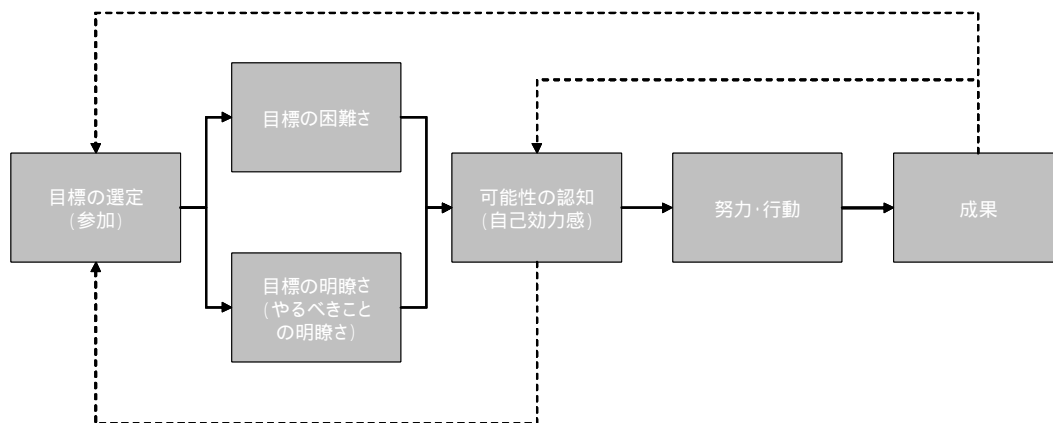 目標の困難さ
目標の選定
(参加)
目標の明瞭さ
(やるべきこと
の明瞭さ)
可能性の認知
(自己効力感)
努力･行動
成果